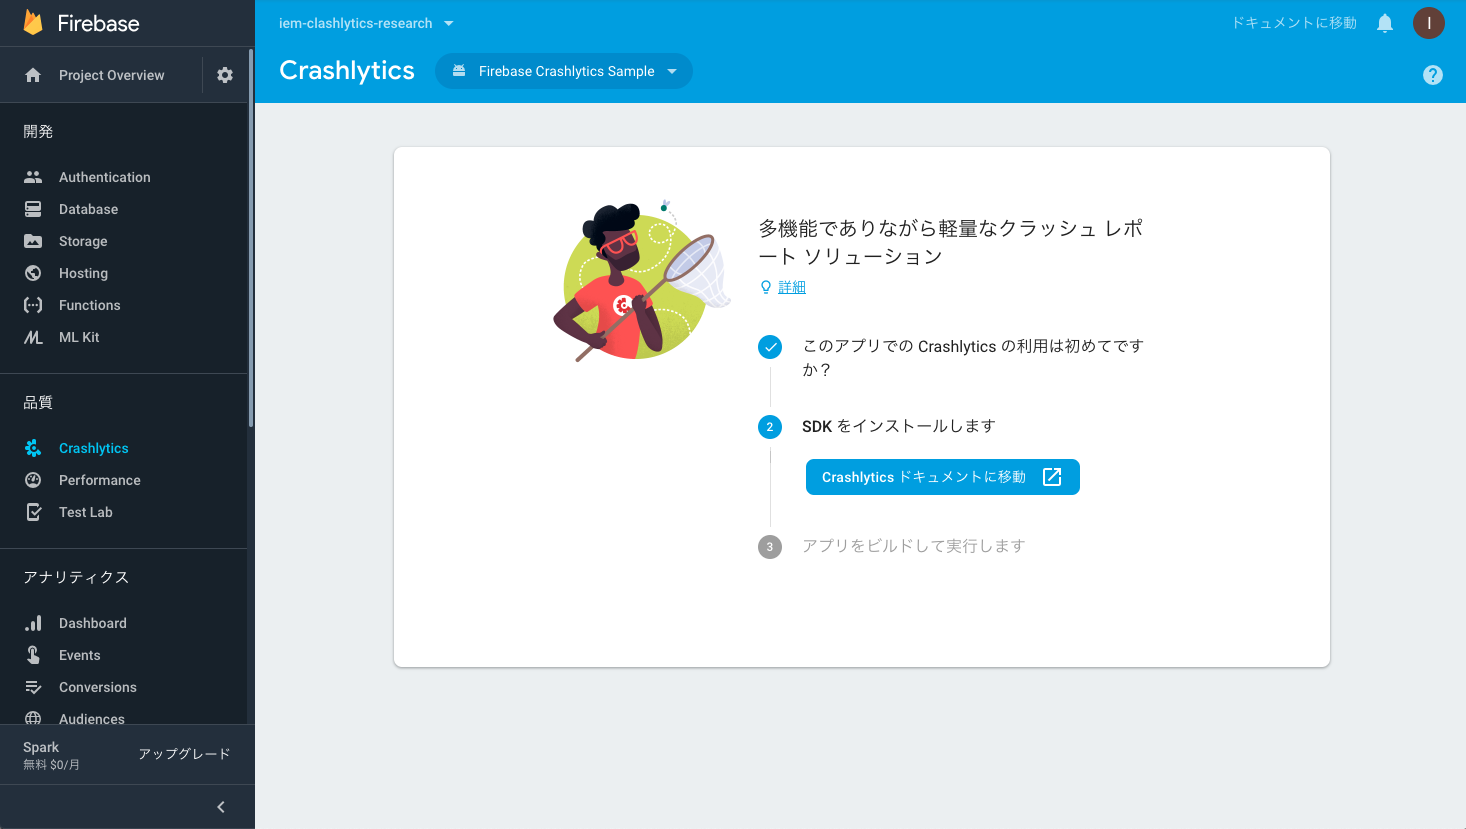 Firebase
Project Overview
開発
Authentication
Database
Storage
Hosting
Functions
ML Kit
品質
Crashlytics
Performance
Test Lab
アナリティクス
Dashboard
Events
Conversions
Audiences
Spark
無料 $0/月
アップグレード
iem-clashlytics-research
ドキュメントに移動
I
Crashlytics
Firebase Crashlytics Sample
?
多機能でありながら軽量なクラッシュ レポ
ート ソリューション
詳細
このアプリでの Crashlytics の利用は初めてです
か？
2
SDK をインストールします
Crashlytics ドキュメントに移動
3
アプリをビルドして実行します